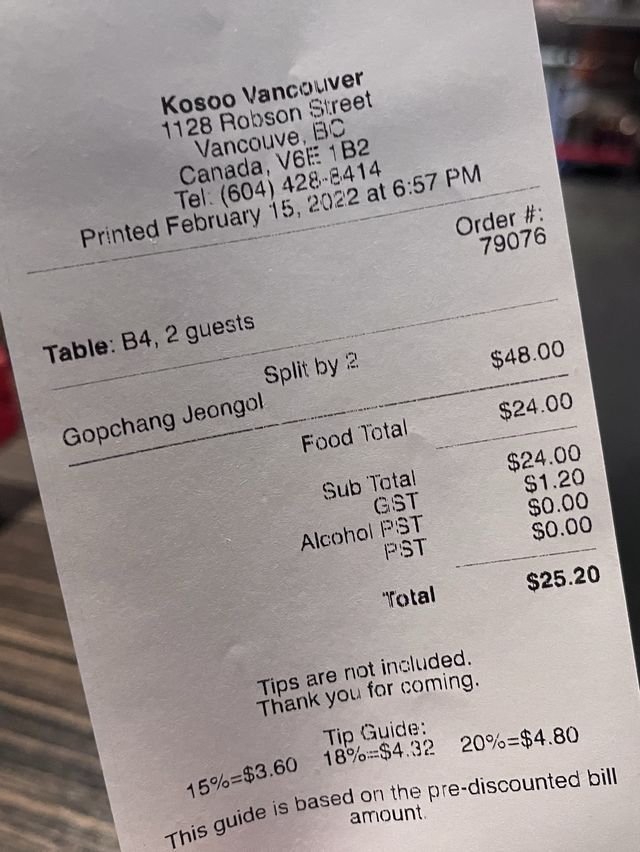 Kosoo Vancouver
1128 Robson Street
Vancouve, BC
Canada, V6E 1B2
Tel: (604) 428-8414
Printed February 15, 2022 at 6:57 PM
Order #:
79076
Table: B4, 2 guests
Split by 2
Gopchang Jeongol $48.00
Food Total $24.00
Sub Total $24.00
GST $1.20
Alcohol PST $0.00
PST $0.00
Total $25.20
Tips are not included.
Thank you for coming.
Tip Guide:
15%=$3.60 18%=$4.32 20%=$4.80
This guide is based on the pre-discounted bill
amount.